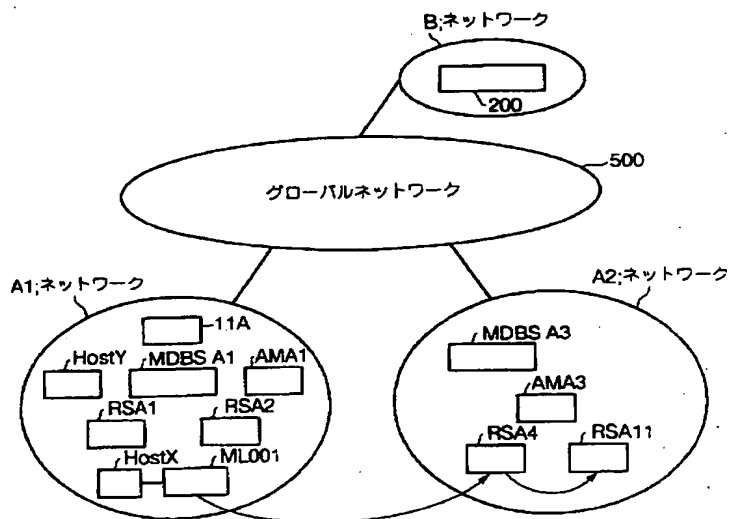 B;ネットワーク
200
500
グローバルネットワーク
A1;ネットワーク
A2;ネットワーク
11A
MDBS A3
HostY
MDBS A1
AMA1
AMA3
RSA1
RSA2
RSA4
RSA11
HostX
ML001